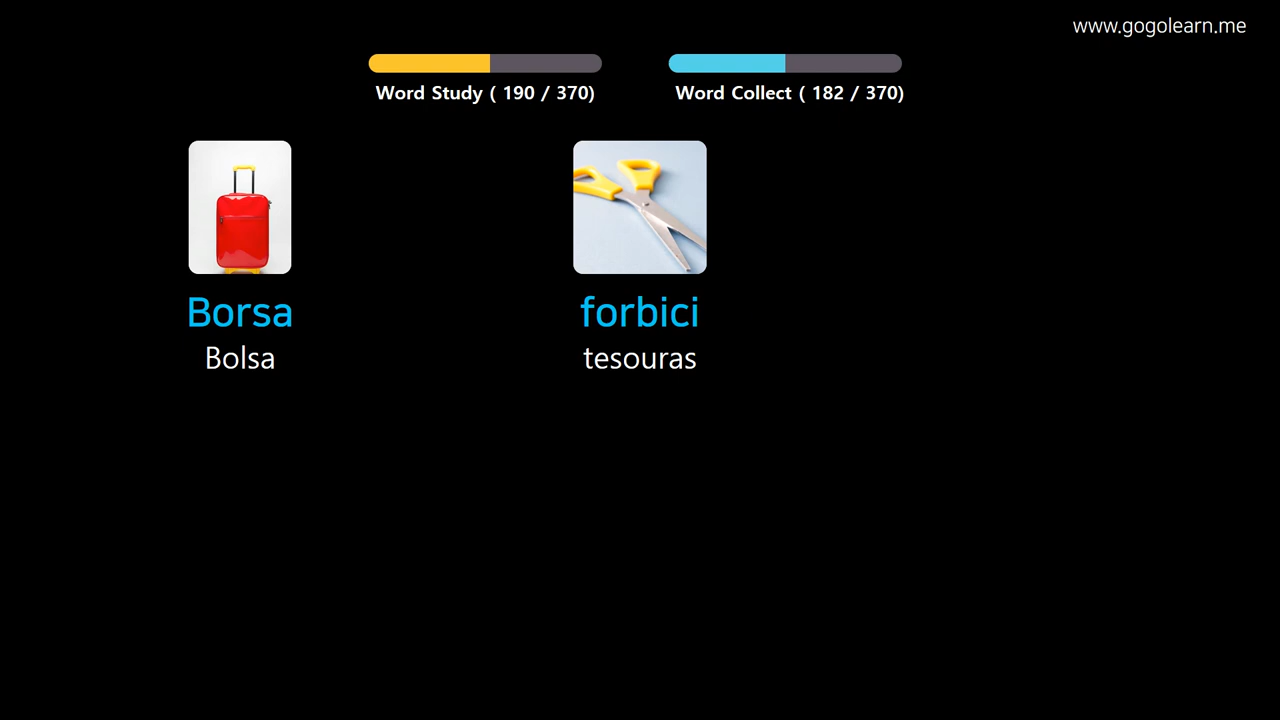 www.gogolearn.me
Word Study ( 190 / 370)
Word Collect ( 182 / 370)
Borsa
Bolsa
forbici
tesouras